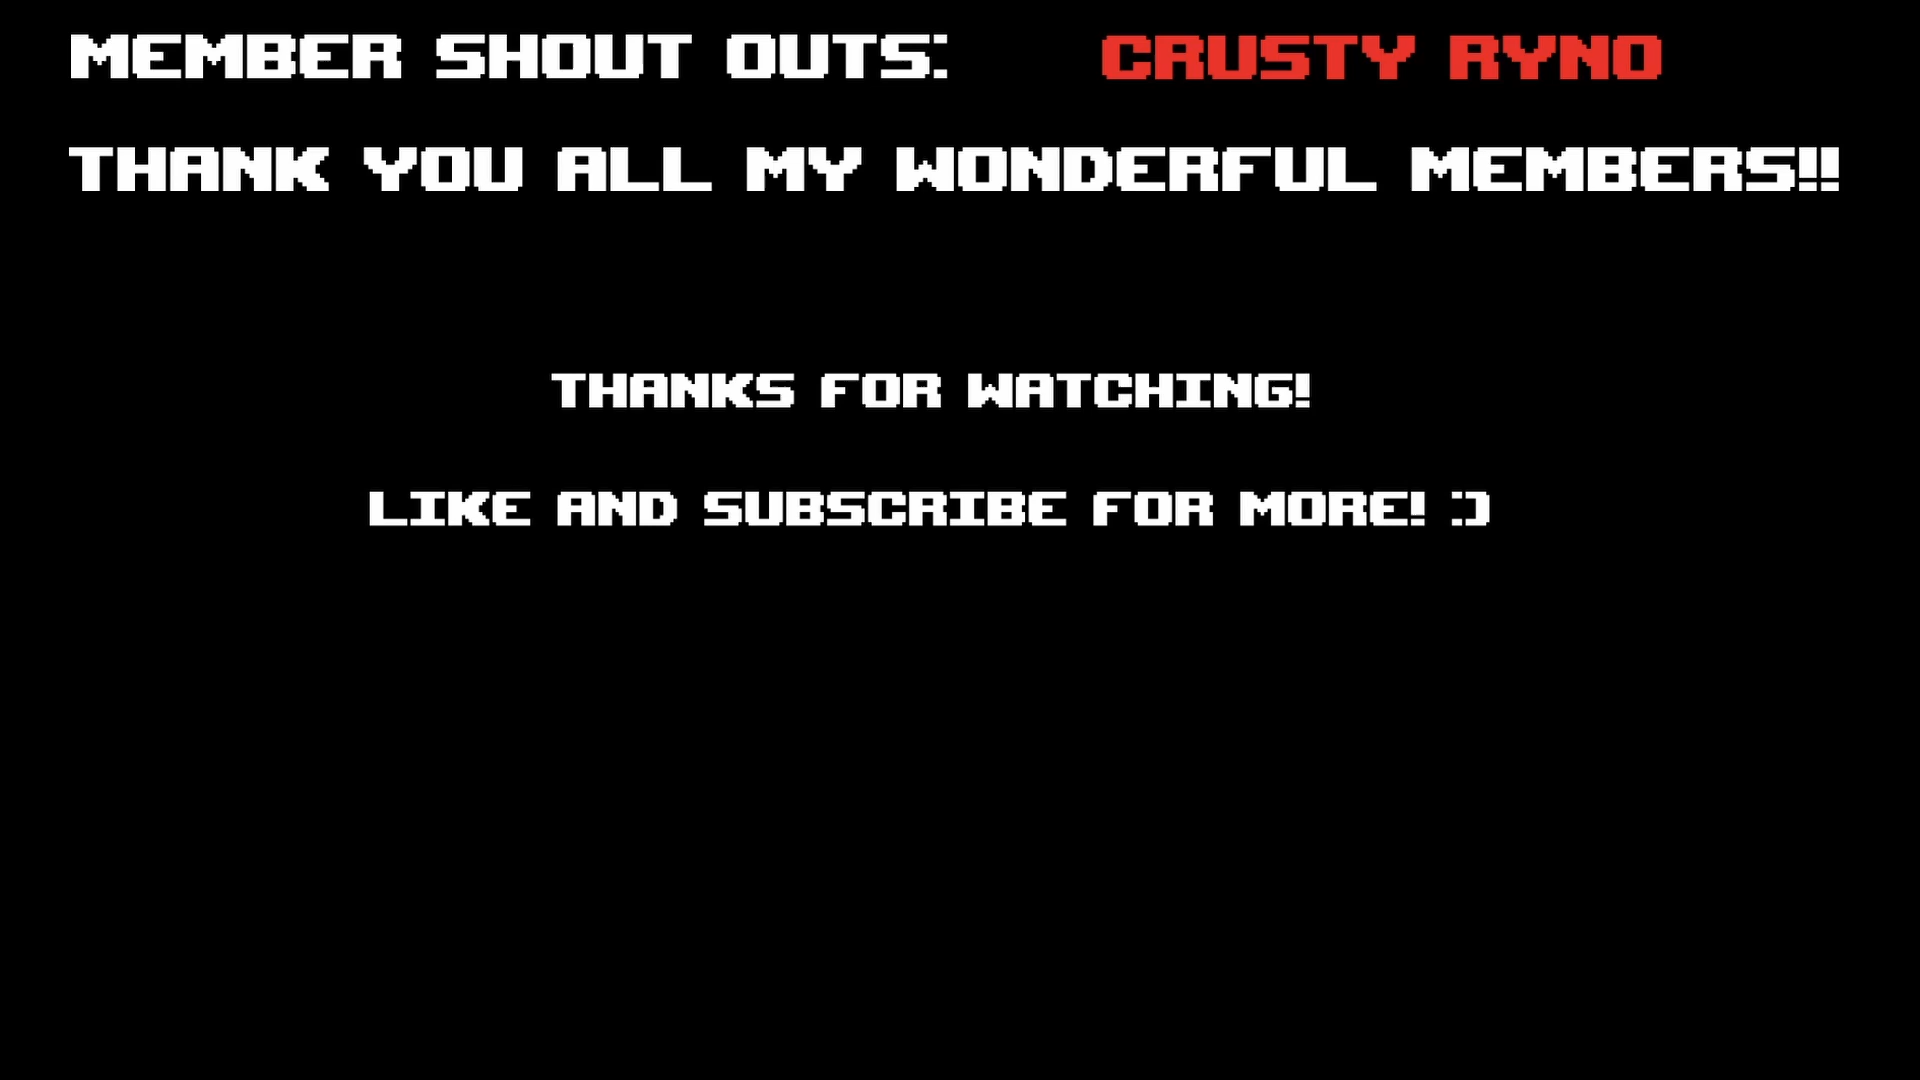 MEMBER SHOUT OUTS: CRUSTY RYNO
THANK YOU ALL MY WONDERFUL MEMBERS!!
THANKS FOR WATCHING!
LIKE AND SUBSCRIBE FOR MORE! :)